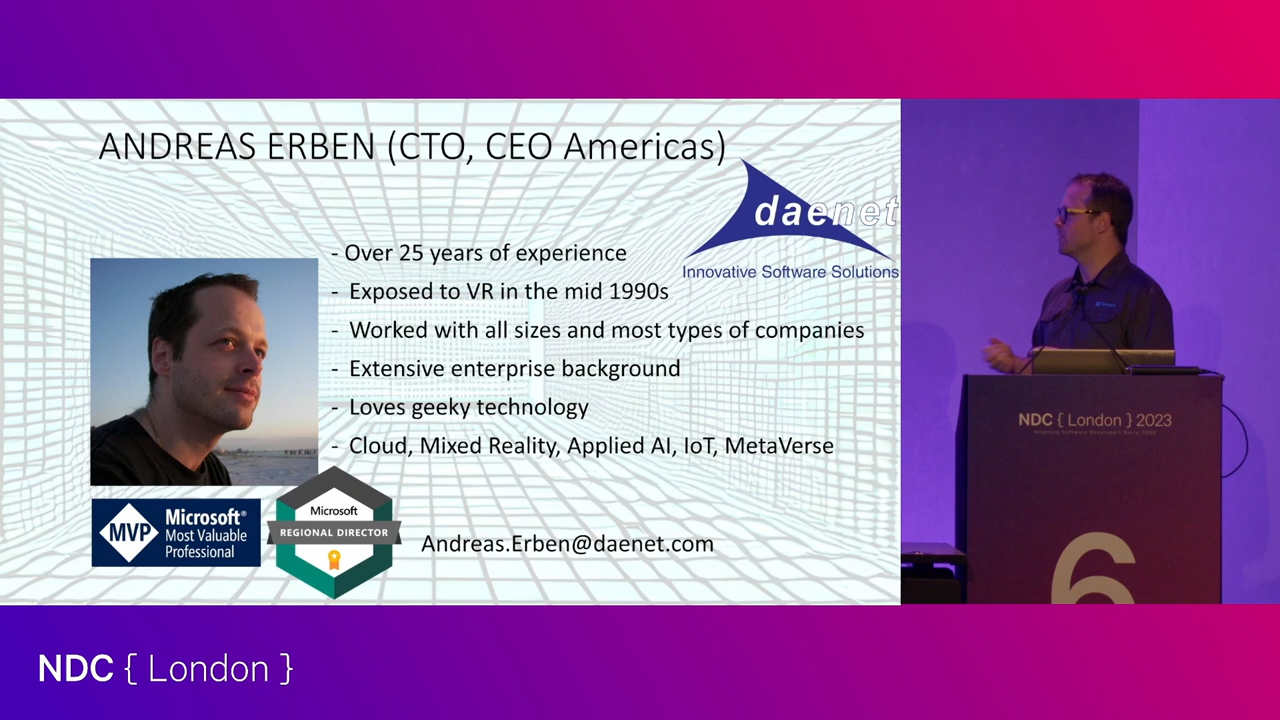 ANDREAS ERBEN (CTO, CEO Americas)
daenet
Innovative Software Solutions
- Over 25 years of experience
- Exposed to VR in the mid 1990s
- Worked with all sizes and most types of companies
- Extensive enterprise background
- Loves geeky technology
- Cloud, Mixed Reality, Applied AI, IoT, MetaVerse
MVP
Microsoft®
Most Valuable
Professional
Microsoft
REGIONAL DIRECTOR
Andreas.Erben@daenet.com
NDC { London } 2023
6
NDC { London }